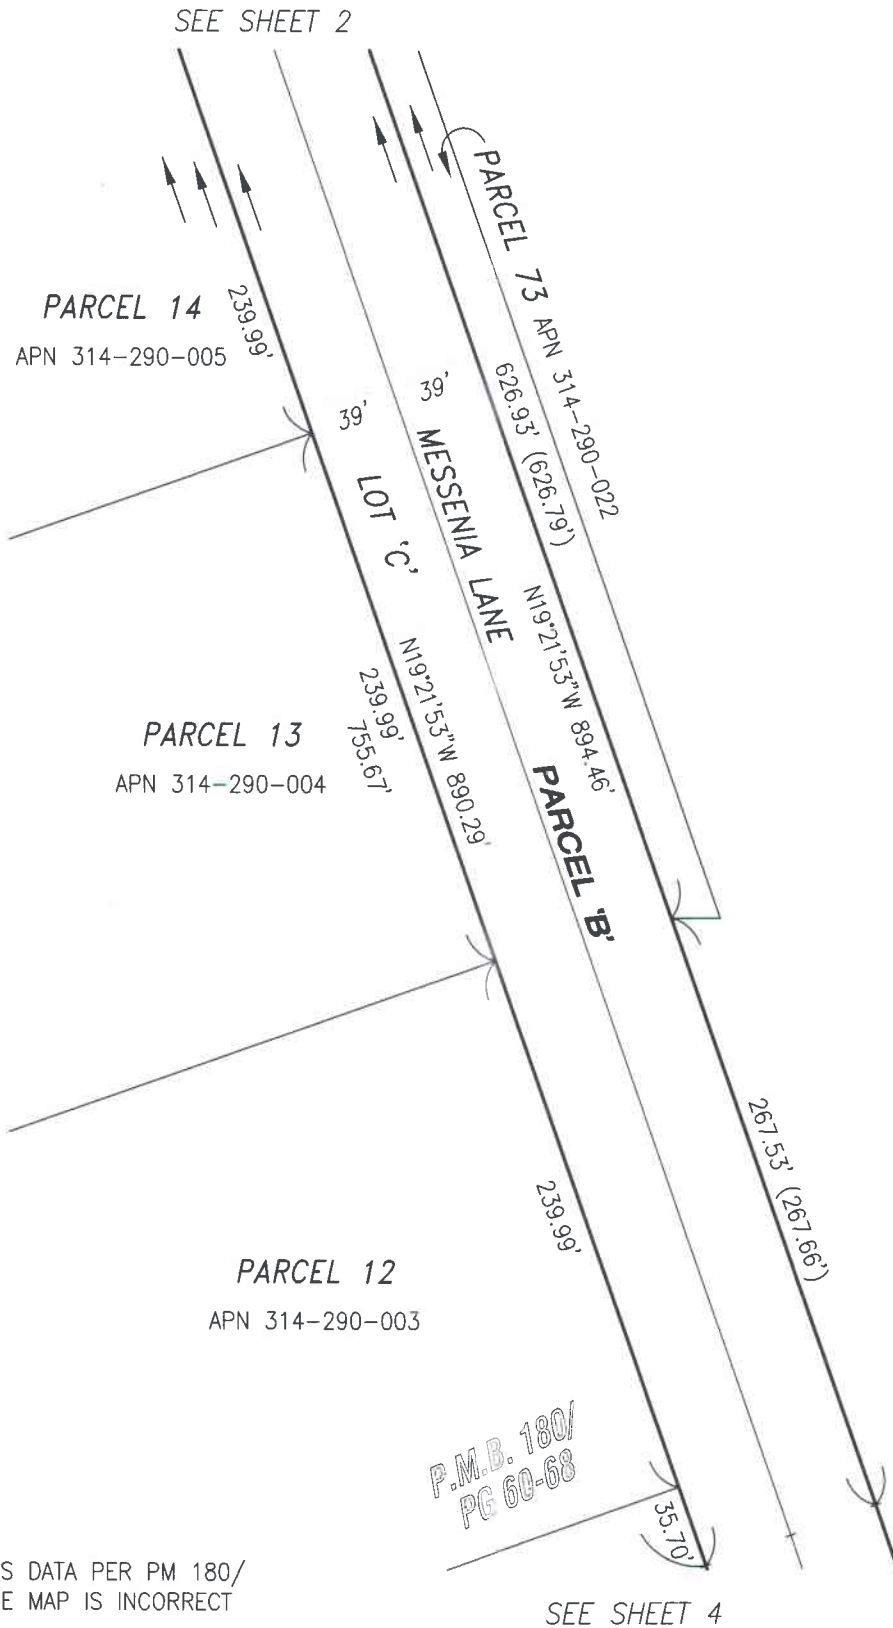 SEE SHEET 2
PARCEL 73 APN 314-290-022
PARCEL 14
APN 314-290-005
239.99'
39'
39'
626.93' (626.79')
MESSENIA LANE
LOT 'C'
N19°21'53"W 894.46'
N19°21'53"W 890.29'
239.99'
755.67'
PARCEL 13
APN 314-290-004
PARCEL 'B'
267.53' (267.66')
239.99'
PARCEL 12
APN 314-290-003
P.M.B. 180/
PG 60-68
35.70'
S DATA PER PM 180/
E MAP IS INCORRECT
SEE SHEET 4